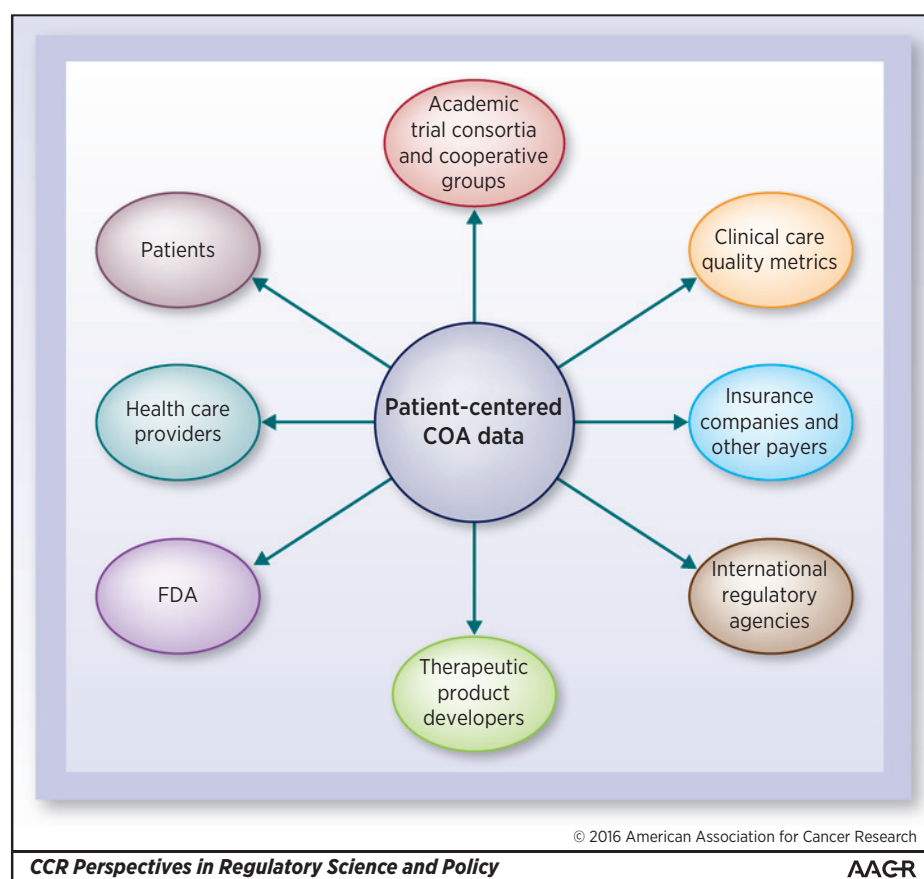 Academic
trial consortia
and cooperative
groups
Patients
Clinical care
quality metrics
Health care
providers
Patient-centered
COA data
Insurance
companies and
other payers
FDA
International
regulatory
agencies
Therapeutic
product
developers
© 2016 American Association for Cancer Research
CCR Perspectives in Regulatory Science and Policy
AACR